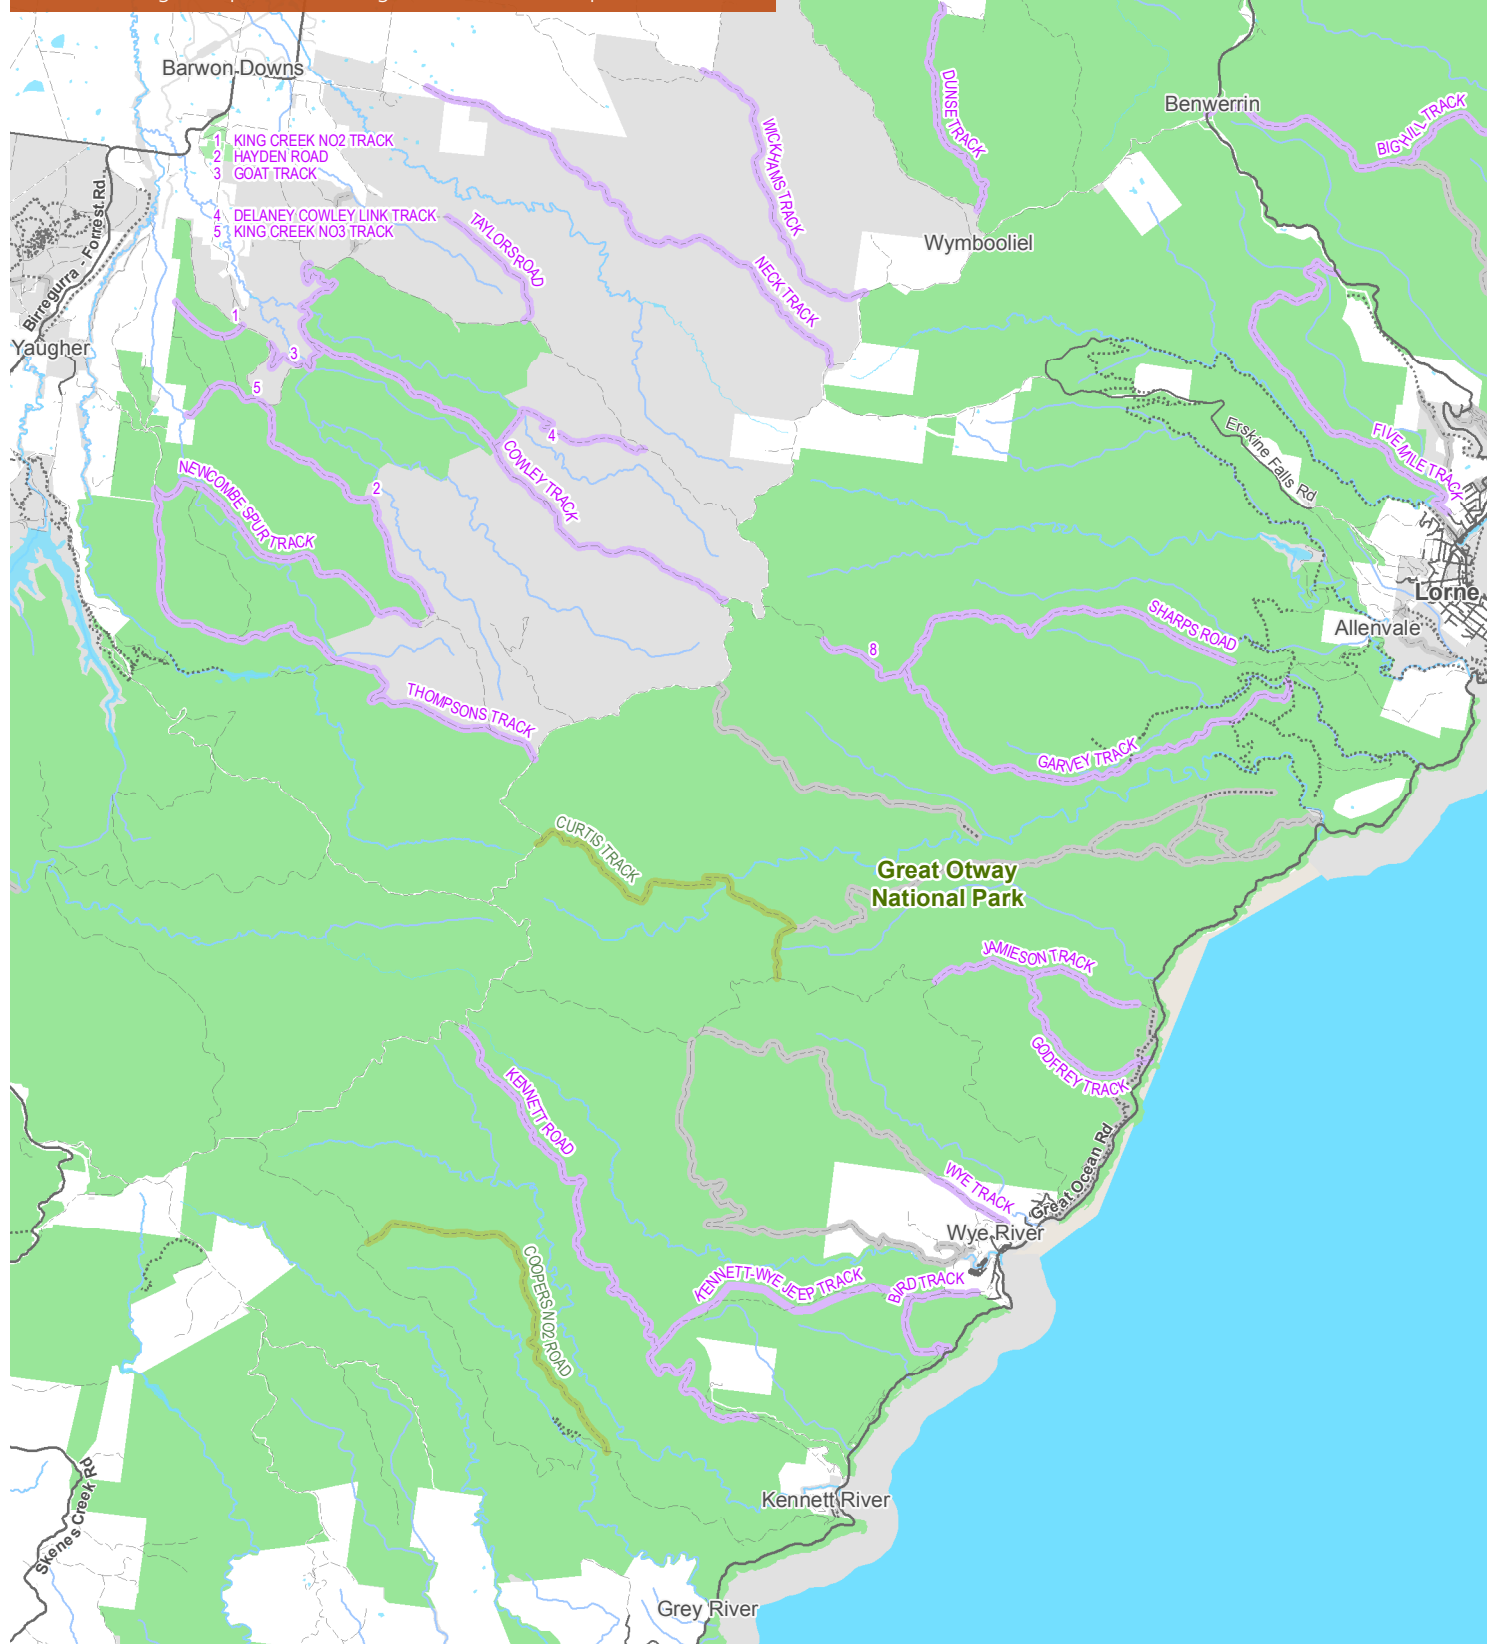 Barwon Downs
1 KING CREEK NO2 TRACK
2 HAYDEN ROAD
3 GOAT TRACK
4 DELANEY COWLEY LINK TRACK
5 KING CREEK NO3 TRACK
Birregurra - Forrest Rd
Yaugher
TAYLORS ROAD
WICKHAMS TRACK
NECK TRACK
DUNSE TRACK
Benwerrin
BIG HILL TRACK
Wymbooliel
1
3
5
4
2
COWLEY TRACK
NEWCOMBE SPUR TRACK
THOMPSONS TRACK
Erskine Falls Rd
FIVE MILE TRACK
Lorne
Allenvale
SHARPS ROAD
8
GARVEY TRACK
CURTIS TRACK
Great Otway
National Park
JAMIESON TRACK
GODFREY TRACK
KENNETT ROAD
Great Ocean Rd
WYE TRACK
Wye River
KENNETT-WYE JEEP TRACK
BIRD TRACK
COOPERS NO2 ROAD
Skenes Creek Rd
Kennett River
Grey River